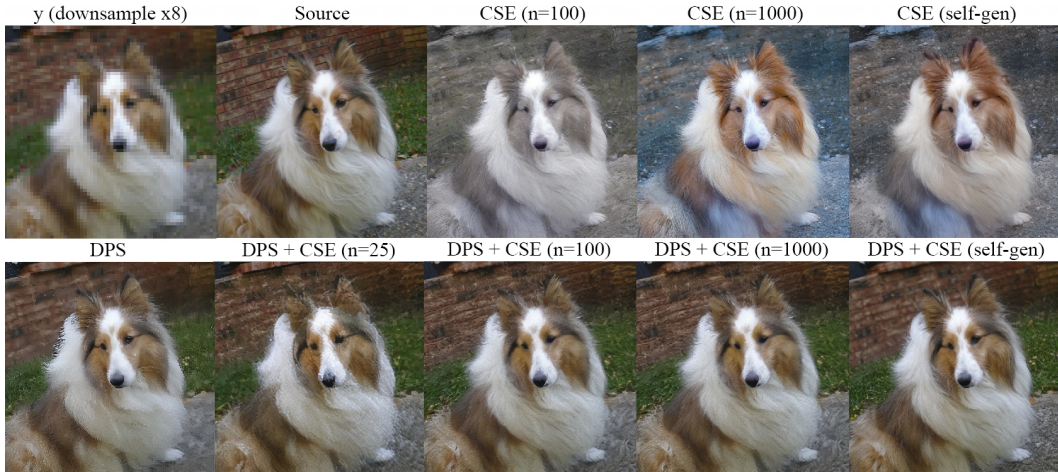 y (downsample x8)
Source
CSE (n=100)
CSE (n=1000)
CSE (self-gen)
DPS
DPS + CSE (n=25)
DPS + CSE (n=100)
DPS + CSE (n=1000)
DPS + CSE (self-gen)